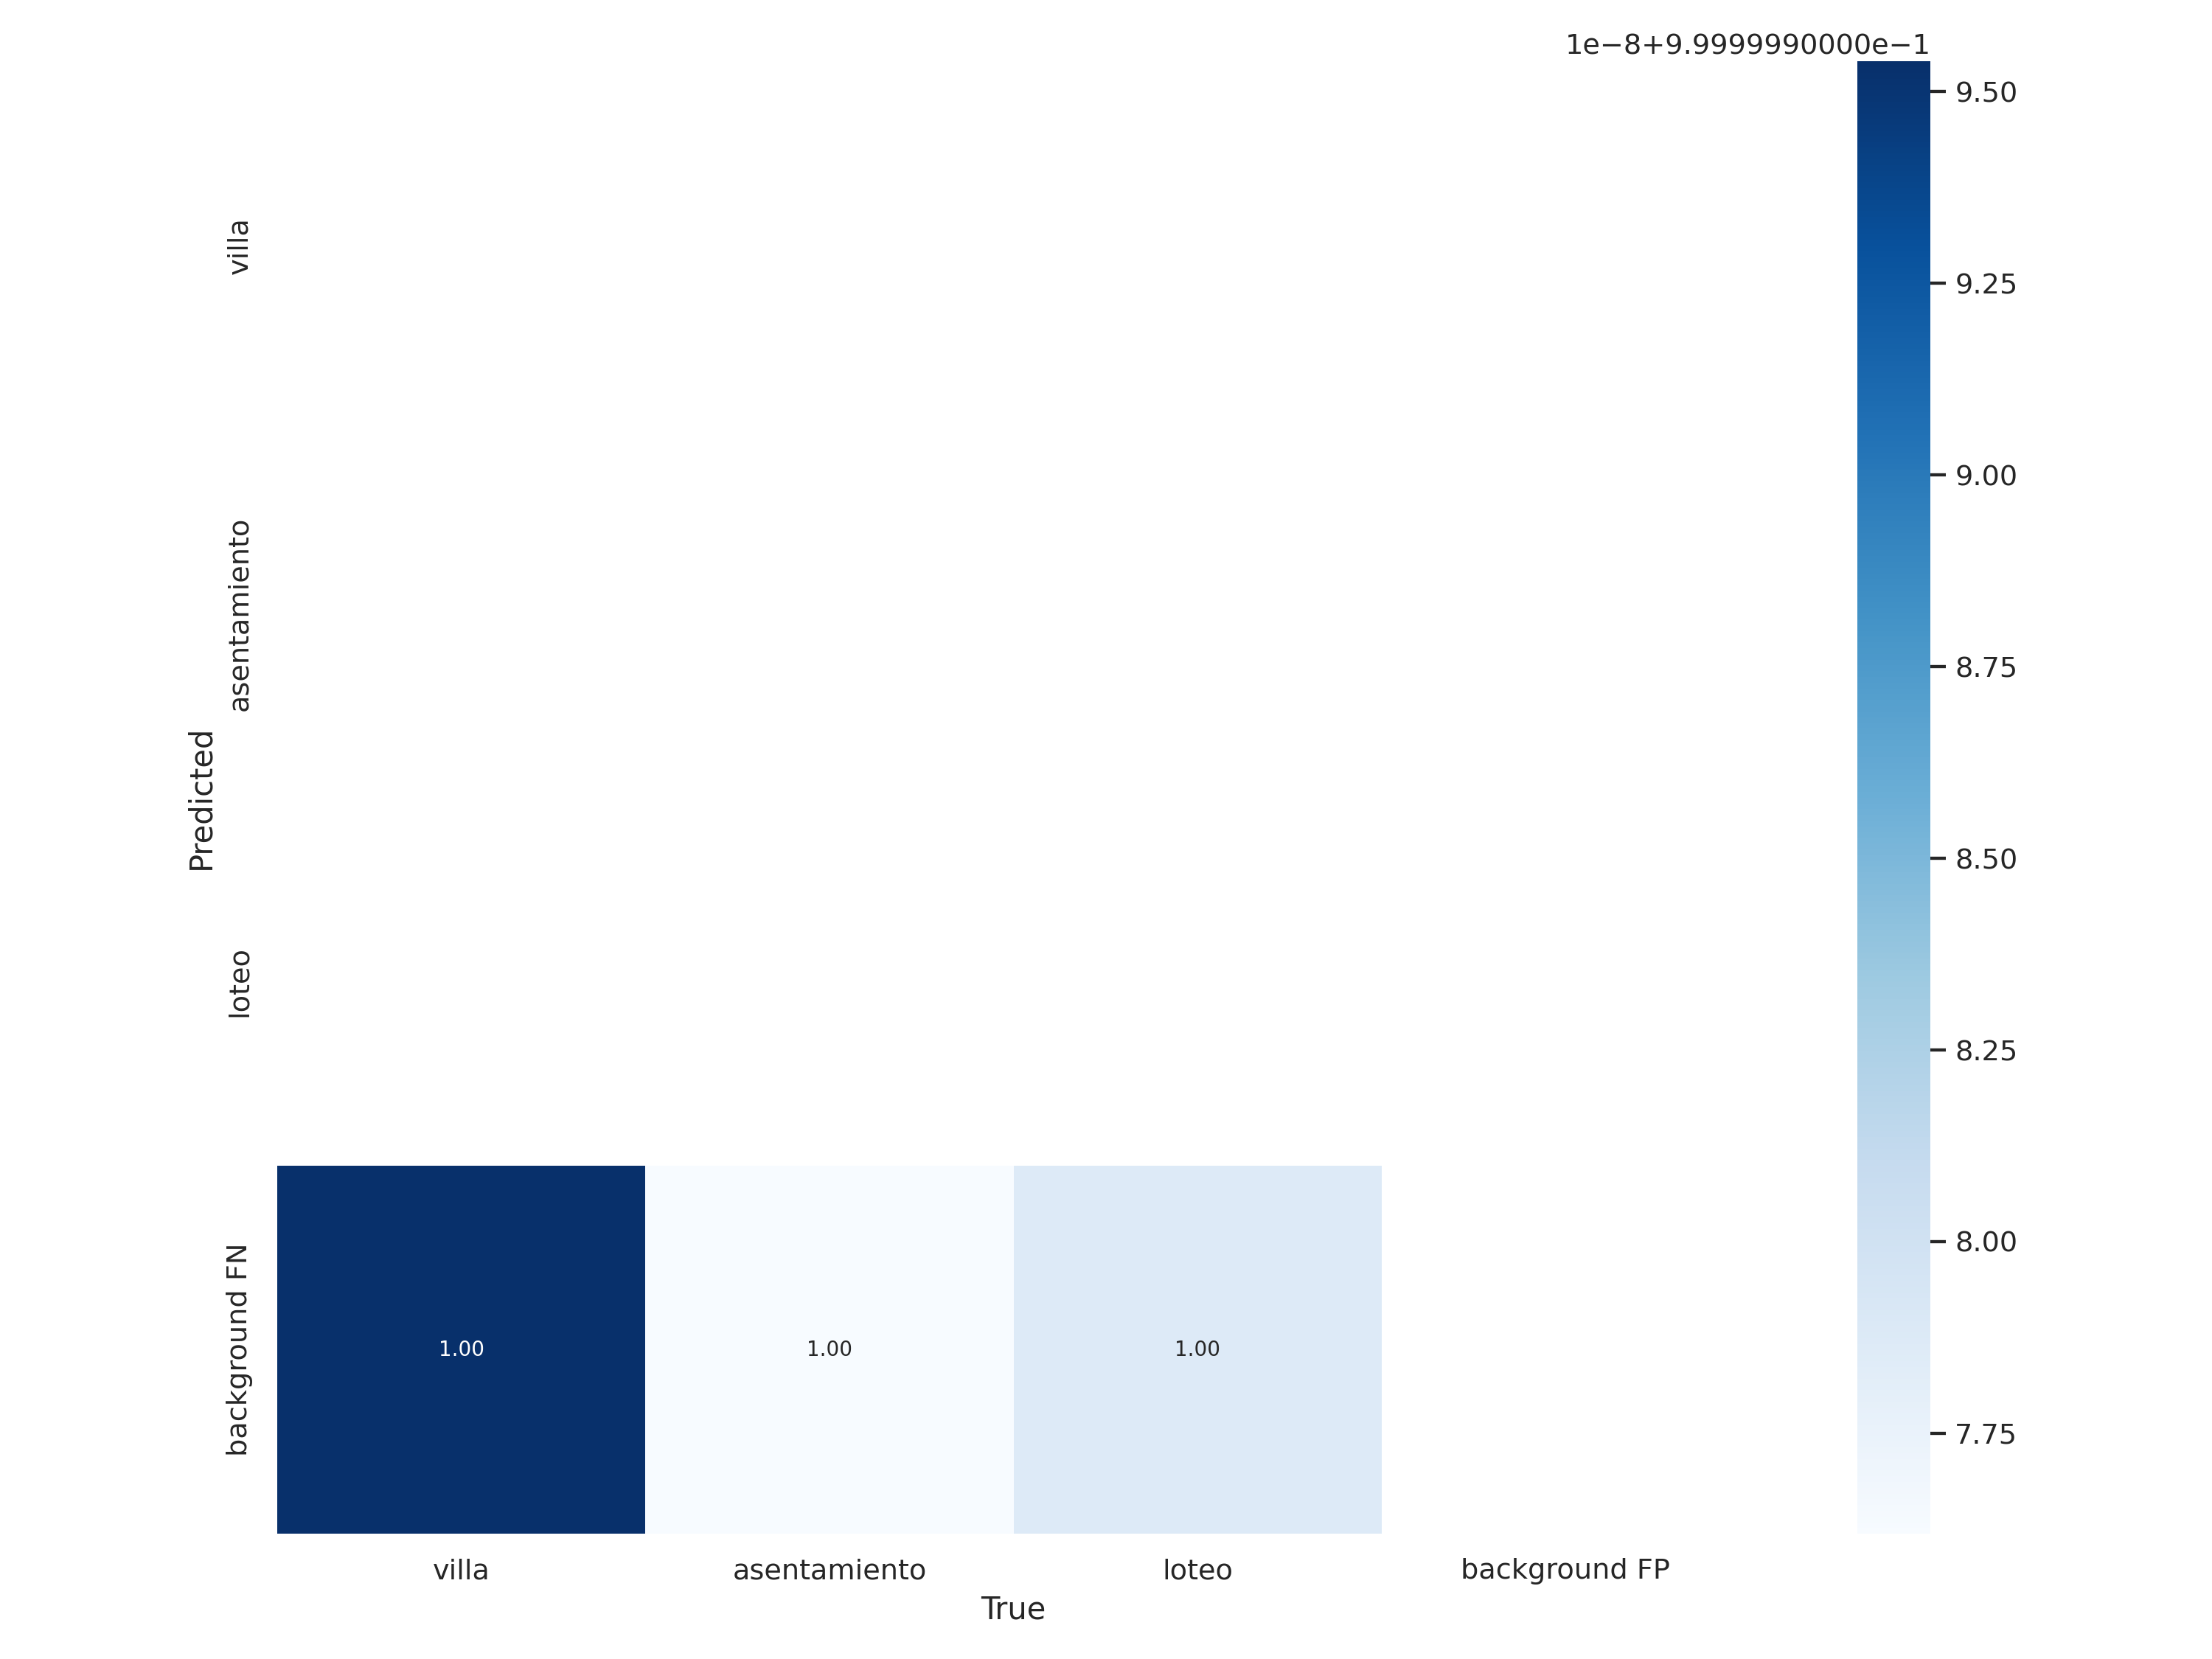 1e−8+9.9999990000e−1
9.50
9.25
9.00
8.75
8.50
8.25
8.00
7.75
Predicted
villa
asentamiento
loteo
background FN
1.00 1.00 1.00
villa asentamiento loteo background FP
True